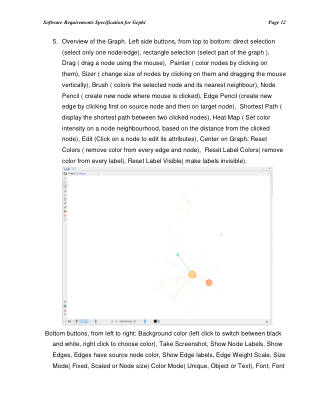 Software Requirements Specification for Gephi Page 12
5. Overview of the Graph. Left side buttons, from top to bottom: direct selection
(select only one node/edge), rectangle selection (select part of the graph ),
Drag ( drag a node using the mouse), Painter ( color nodes by clicking on
them), Sizer ( change size of nodes by clicking on them and dragging the mouse
vertically), Brush ( colors the selected node and its nearest neighbour), Node
Pencil ( create new node where mouse is clicked), Edge Pencil (create new
edge by clicking first on source node and then on target node), Shortest Path (
display the shortest path between two clicked nodes), Heat Map ( Set color
intensity on a node neighbourhood, based on the distance from the clicked
node), Edit (Click on a node to edit its attributes), Center on Graph, Reset
Colors ( remove color from every edge and node), Reset Label Colors( remove
color from every label), Reset Label Visible( make labels invisible).
Bottom buttons, from left to right: Background color (left click to switch between black
and white, right click to choose color), Take Screenshot, Show Node Labels, Show
Edges, Edges have source node color, Show Edge labels, Edge Weight Scale, Size
Mode( Fixed, Scaled or Node size) Color Mode( Unique, Object or Text), Font, Font